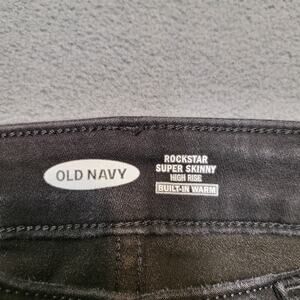 OLD NAVY
ROCKSTAR
SUPER SKINNY
HIGH RISE
BUILT-IN WARM